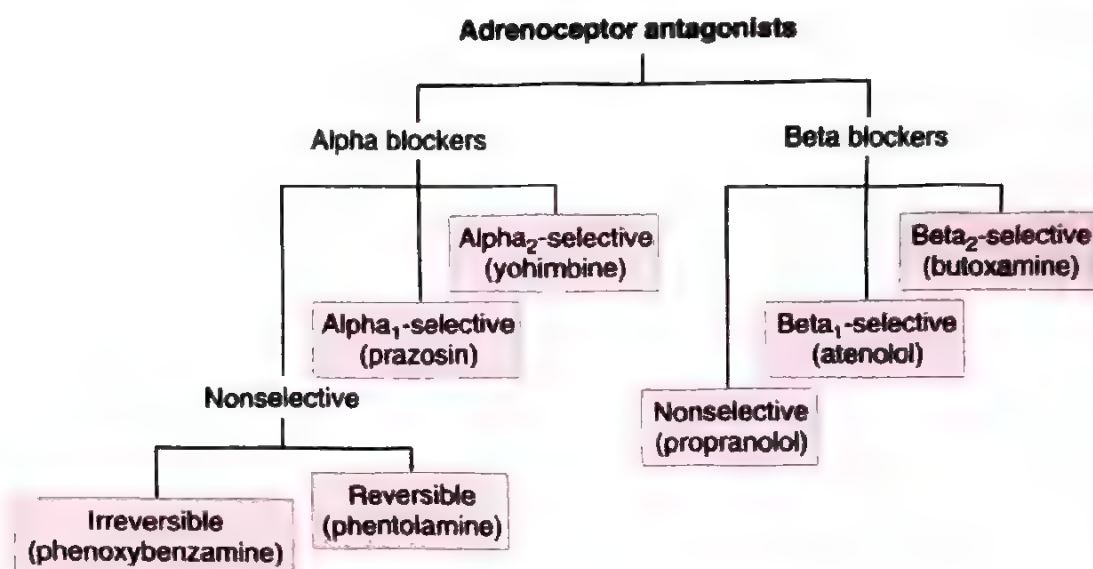 Adrenoceptor antagonists
Alpha blockers
Beta blockers
Alpha₂-selective
(yohimbine)
Beta₂-selective
(butoxamine)
Alpha₁-selective
(prazosin)
Beta₁-selective
(atenolol)
Nonselective
Nonselective
(propranolol)
Irreversible
(phenoxybenzamine)
Reversible
(phentolamine)